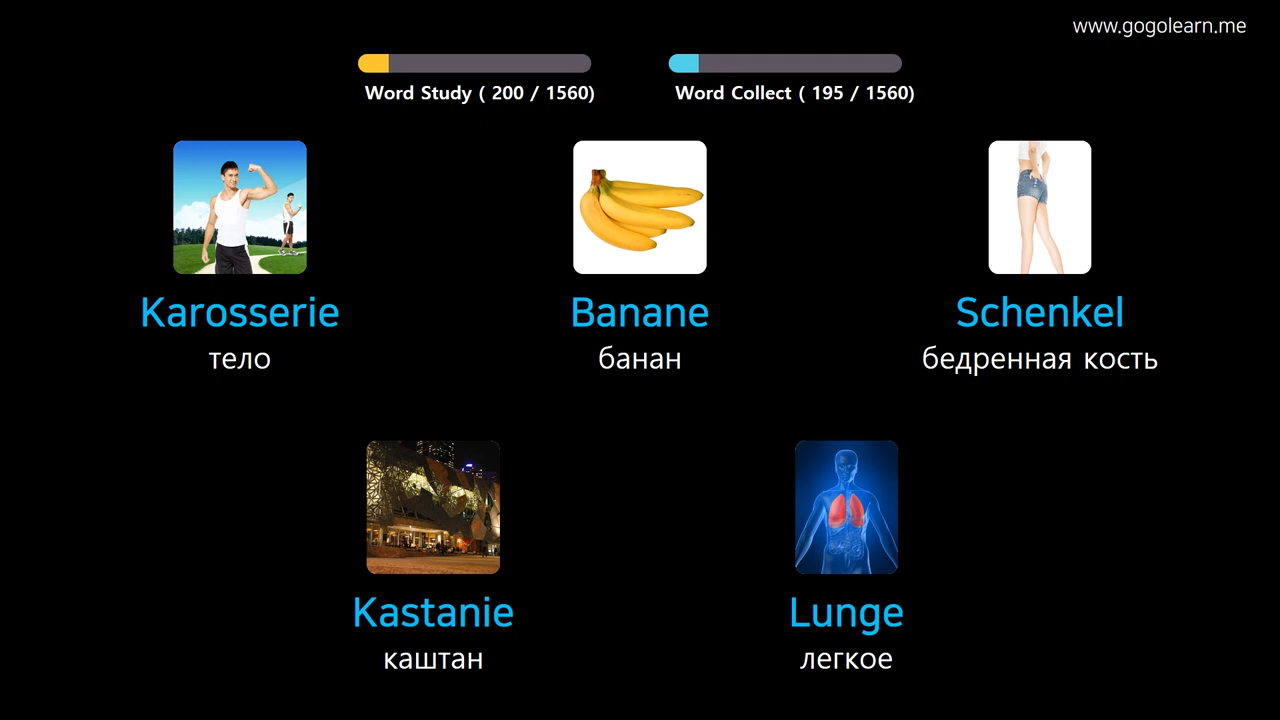 www.gogolearn.me
Word Study ( 200 / 1560)
Word Collect ( 195 / 1560)
Karosserie
тело
Banane
банан
Schenkel
бедренная кость
Kastanie
каштан
Lunge
легкое